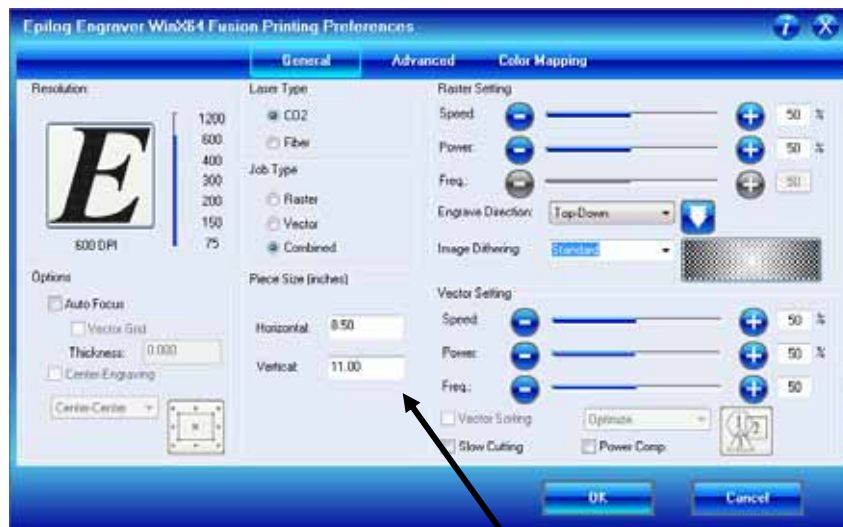 Epilog Engraver WinX64 Fusion Printing Preferences
General Advanced Color Mapping
Resolution
E
1200
600
400
300
200
150
75
600 DPI
Options
Auto Focus
Vector Grid
Thickness: 0.000
Center-Engraving
Center-Center
Laser Type
CO2
Fiber
Job Type
Raster
Vector
Combined
Piece Size (inches)
Horizontal: 8.50
Vertical: 11.00
Raster Setting
Speed: 50 %
Power: 50 %
Freq.: 50
Engrave Direction: Top-Down
Image Dithering: Standard
Vector Setting
Speed: 50 %
Power: 50 %
Freq.: 50
Vector Sorting Optimize
1 2
Slow Cutting Power Comp.
OK Cancel